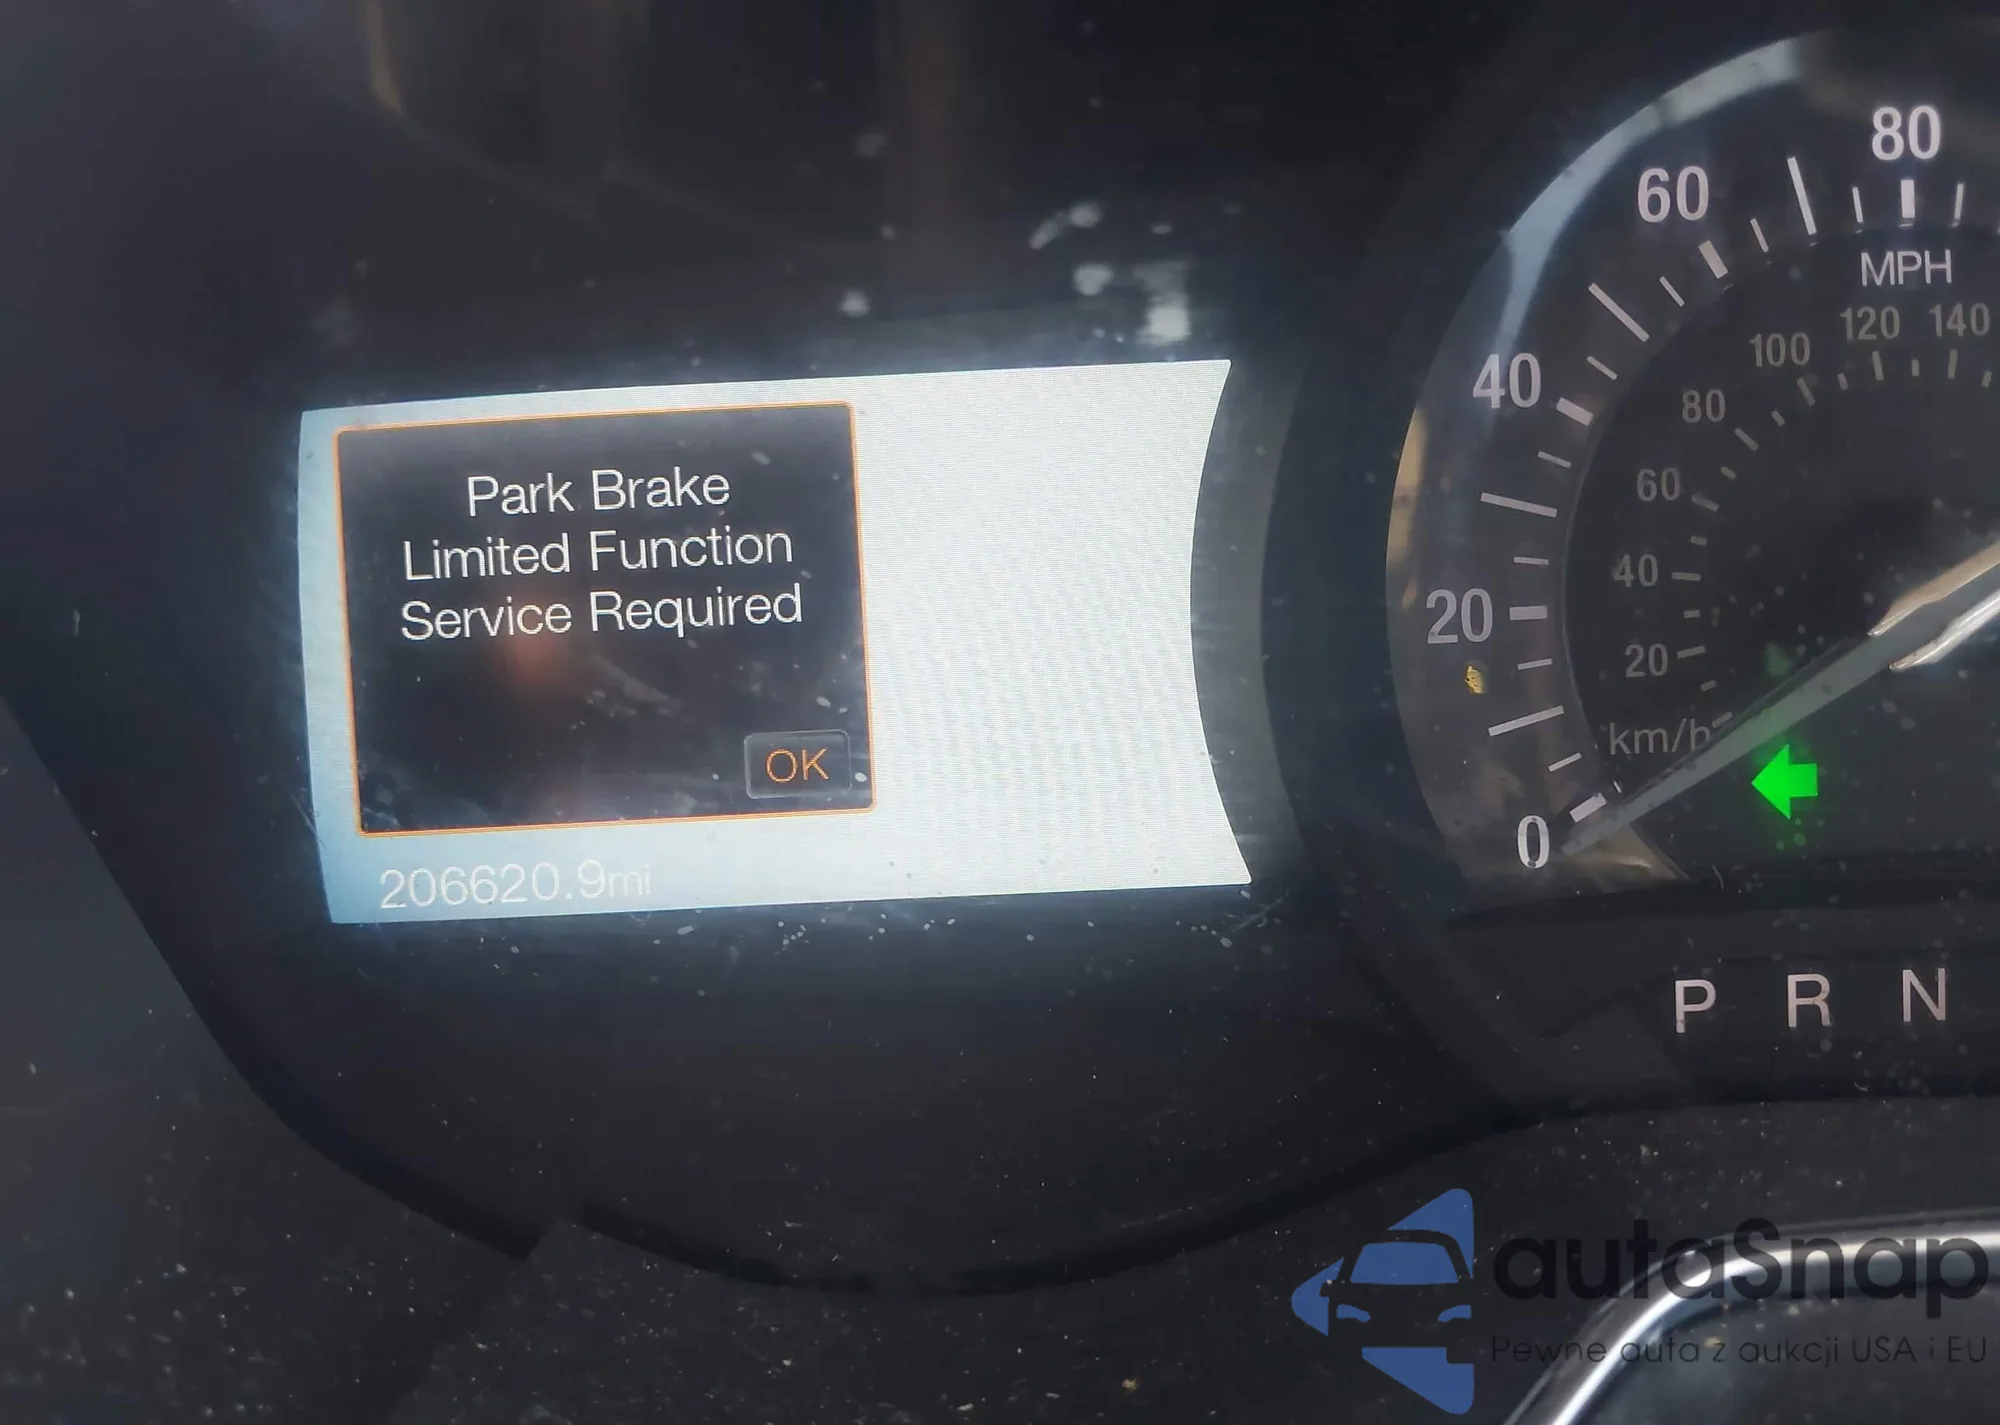 Park Brake
Limited Function
Service Required
OK
206620.9mi
80
60
MPH
120 140
100
40
80
60
40
20
20
km/h
0
P R N
autaSnap
Pewne auta z aukcji USA i EU